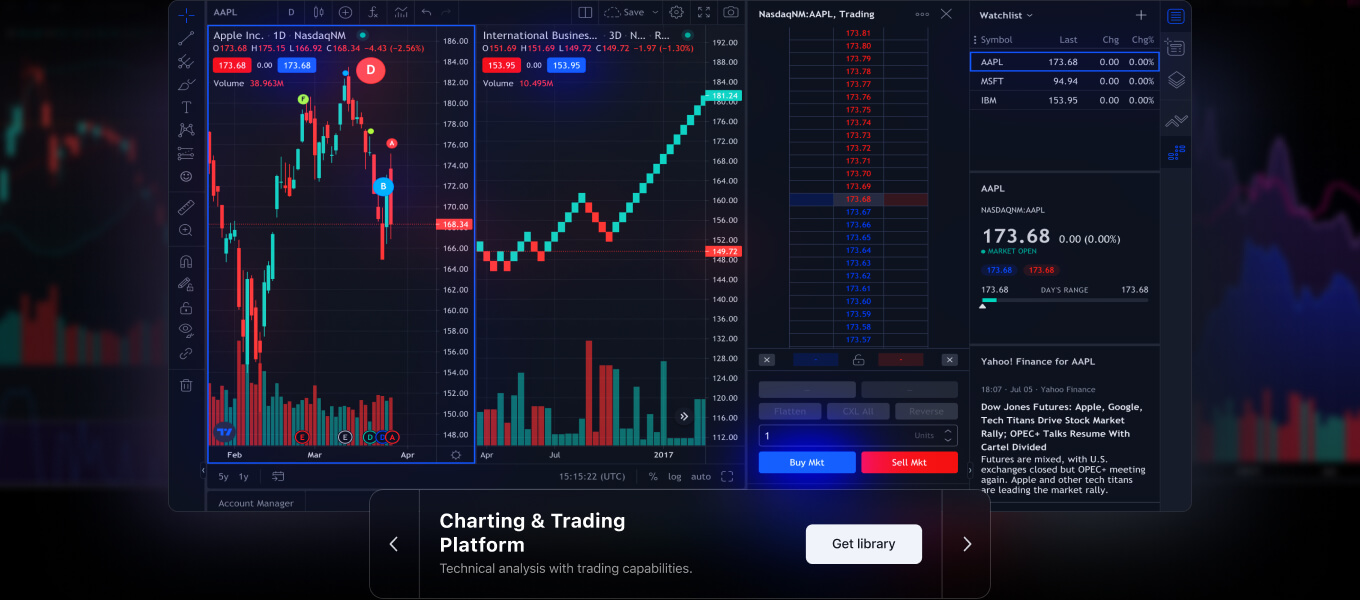 AAPL D Save
Apple Inc. · 1D · NasdaqNM
O173.68 H175.15 L166.92 C168.34 −4.43 (−2.56%)
173.68 0.00 173.68
Volume 38.963M
D
F
A
B
E E D D A
186.00
184.00
182.00
180.00
178.00
176.00
174.00
172.00
170.00
168.34
166.00
164.00
162.00
160.00
158.00
156.00
154.00
152.00
150.00
148.00
Feb Mar Apr
International Busines... · 3D · N... · R...
O151.69 H151.69 L149.72 C149.72 −1.97 (−1.30%)
153.95 0.00 153.95
Volume 10.495M
192.00
188.00
184.00
181.24
180.00
176.00
172.00
168.00
164.00
160.00
156.00
152.00
149.72
148.00
144.00
140.00
136.00
132.00
128.00
124.00
120.00
116.00
112.00
Apr Jul 2017
5y 1y 15:15:22 (UTC) % log auto
Account Manager
NasdaqNM:AAPL, Trading
173.81
173.80
173.79
173.78
173.77
173.76
173.75
173.74
173.73
173.72
173.71
173.70
173.69
173.68
173.67
173.66
173.65
173.64
173.63
173.62
173.61
173.60
173.59
173.58
173.57
Flatten CXL All Reverse
1 Units
Buy Mkt Sell Mkt
Watchlist
Symbol Last Chg Chg%
AAPL 173.68 0.00 0.00%
MSFT 94.94 0.00 0.00%
IBM 153.95 0.00 0.00%
AAPL
NASDAQNM:AAPL
173.68 0.00 (0.00%)
MARKET OPEN
173.68 173.68
173.68 DAY'S RANGE 173.68
Yahoo! Finance for AAPL
18:07 · Jul 05 · Yahoo Finance
Dow Jones Futures: Apple, Google,
Tech Titans Drive Stock Market
Rally; OPEC+ Talks Resume With
Cartel Divided
Futures are mixed, with U.S.
exchanges closed but OPEC+ meeting
again. Apple and other tech titans
are leading the market rally.
Charting & Trading
Platform
Technical analysis with trading capabilities.
Get library